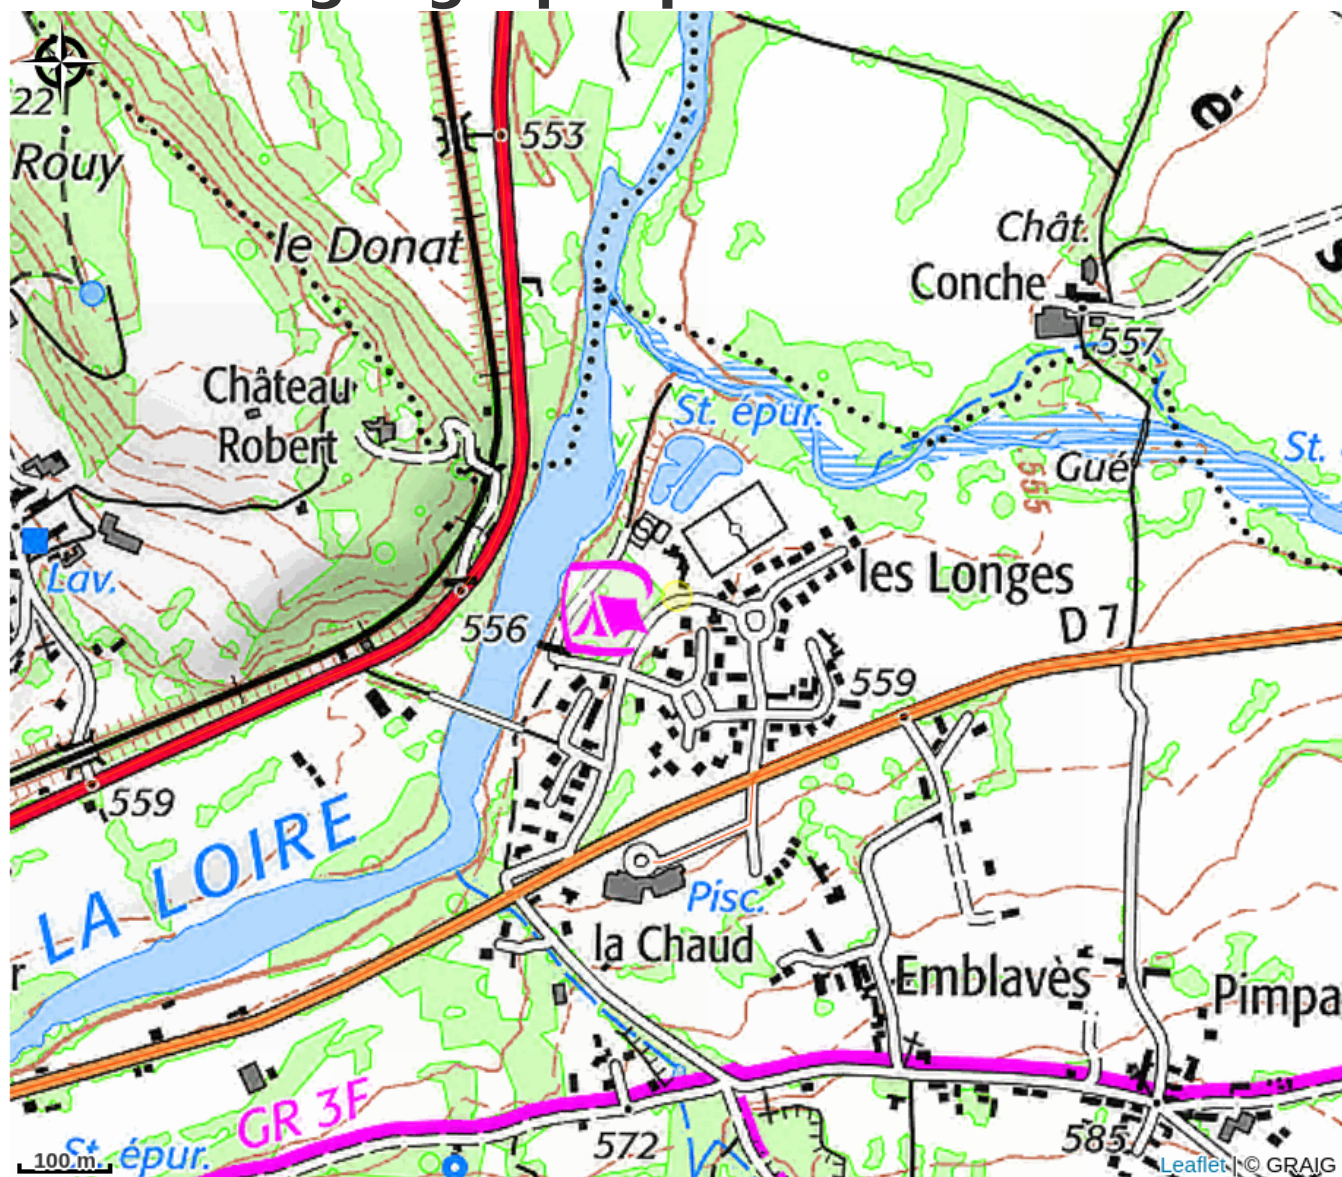 22
Rouy
553
le Donat
Chât.
Conche
557
Château
Robert
St. épur.
St.
Gué
555
Lav.
les Longes
D 7
556
559
559
LA LOIRE
Pisc.
la Chaud
Emblavès
Pimpa
r
GR 3F
572
585
St. épur.
100 m
Leaflet | © GRAIG